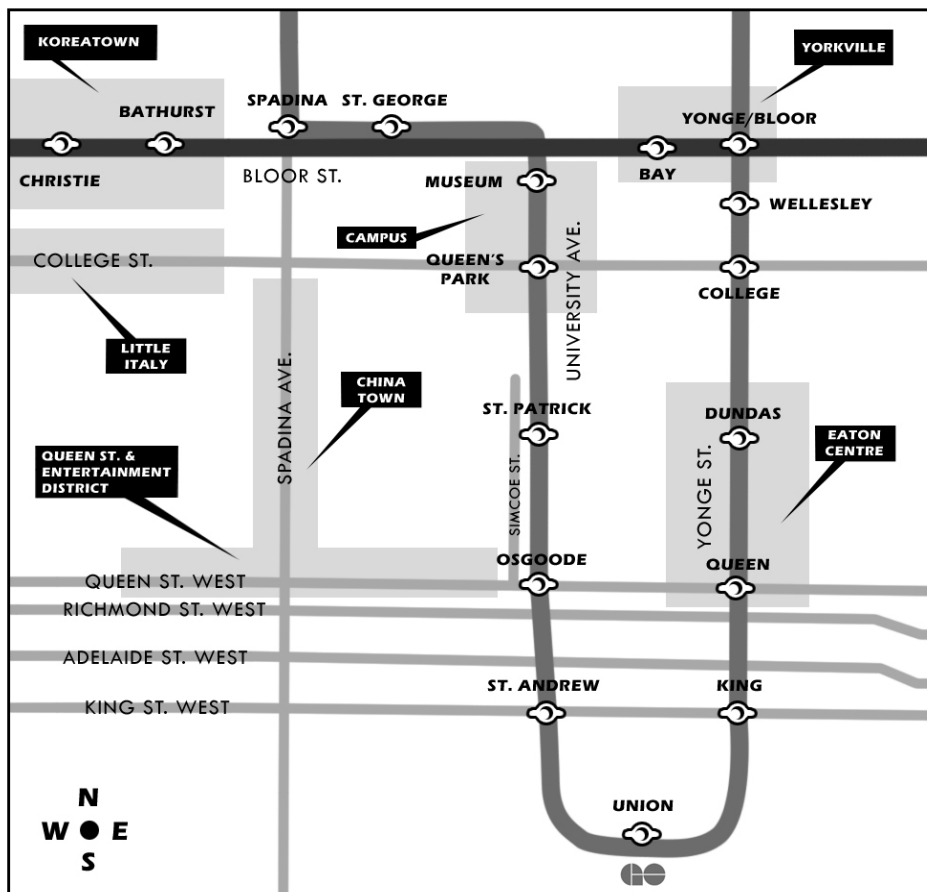 KOREATOWN
YORKVILLE
BATHURST
SPADINA
ST. GEORGE
YONGE/BLOOR
CHRISTIE
BLOOR ST.
MUSEUM
BAY
WELLESLEY
CAMPUS
UNIVERSITY AVE.
COLLEGE ST.
QUEEN'S
PARK
COLLEGE
LITTLE
ITALY
SPADINA AVE.
CHINA
TOWN
ST. PATRICK
DUNDAS
EATON
CENTRE
QUEEN ST. &
ENTERTAINMENT
DISTRICT
SIMCOE ST.
YONGE ST.
OSGOODE
QUEEN
QUEEN ST. WEST
RICHMOND ST. WEST
ADELAIDE ST. WEST
ST. ANDREW
KING
KING ST. WEST
N
W E
S
UNION
GO